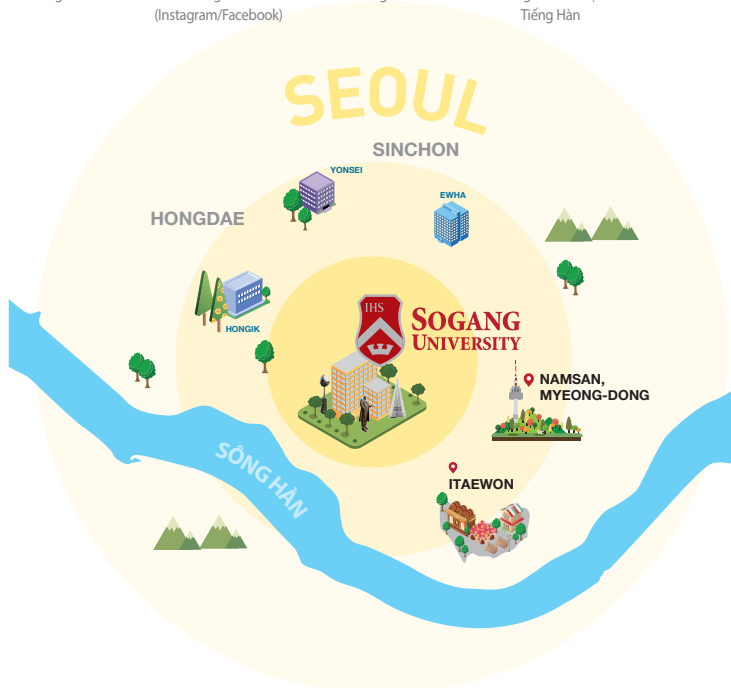 (Instagram/Facebook)
Tiếng Hàn
SEOUL
SINCHON
YONSEI
EWHA
HONGDAE
HONGIK
IHS
SOGANG
UNIVERSITY
NAMSAN,
MYEONG-DONG
ITAEWON
SÔNG HÀN